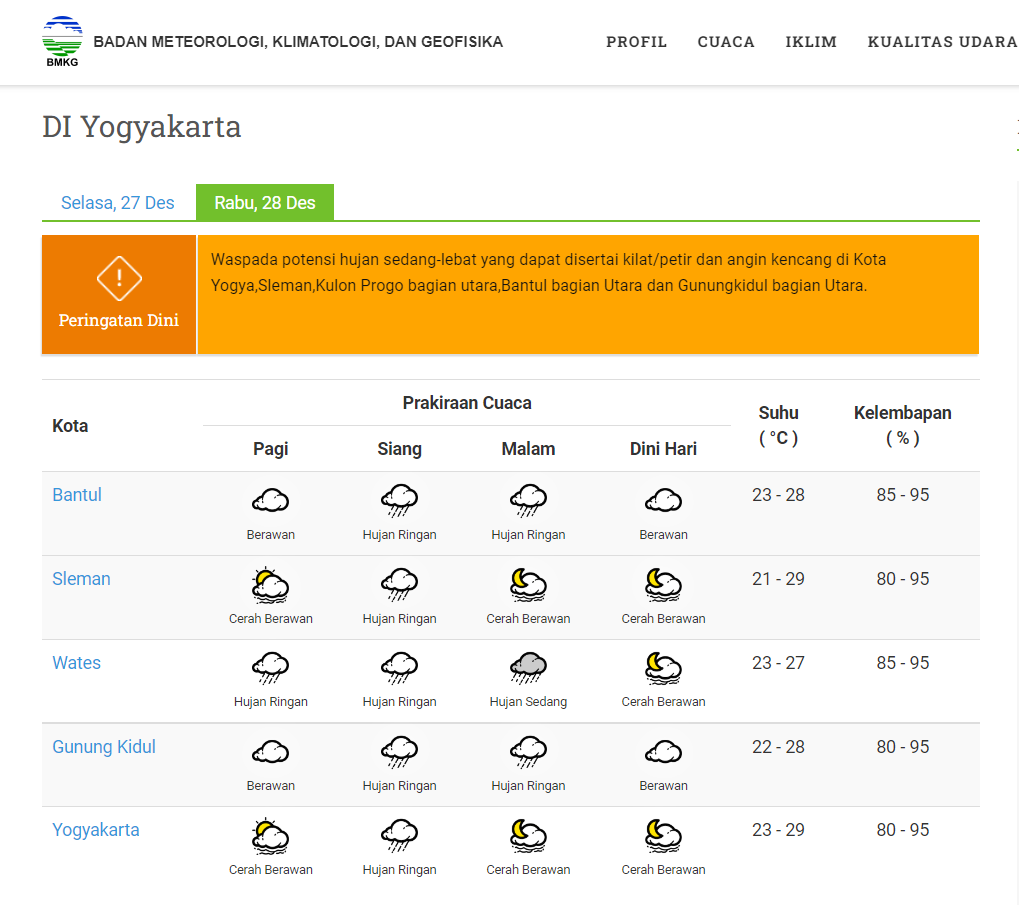 BMKG
BADAN METEOROLOGI, KLIMATOLOGI, DAN GEOFISIKA
PROFIL CUACA IKLIM KUALITAS UDARA
DI Yogyakarta
Selasa, 27 Des Rabu, 28 Des
Peringatan Dini
Waspada potensi hujan sedang-lebat yang dapat disertai kilat/petir dan angin kencang di Kota
Yogya,Sleman,Kulon Progo bagian utara,Bantul bagian Utara dan Gunungkidul bagian Utara.
Kota Prakiraan Cuaca Suhu Kelembapan
( °C ) ( % )
Pagi Siang Malam Dini Hari
Bantul 23 - 28 85 - 95
Berawan Hujan Ringan Hujan Ringan Berawan
Sleman 21 - 29 80 - 95
Cerah Berawan Hujan Ringan Cerah Berawan Cerah Berawan
Wates 23 - 27 85 - 95
Hujan Ringan Hujan Ringan Hujan Sedang Cerah Berawan
Gunung Kidul 22 - 28 80 - 95
Berawan Hujan Ringan Hujan Ringan Berawan
Yogyakarta 23 - 29 80 - 95
Cerah Berawan Hujan Ringan Cerah Berawan Cerah Berawan